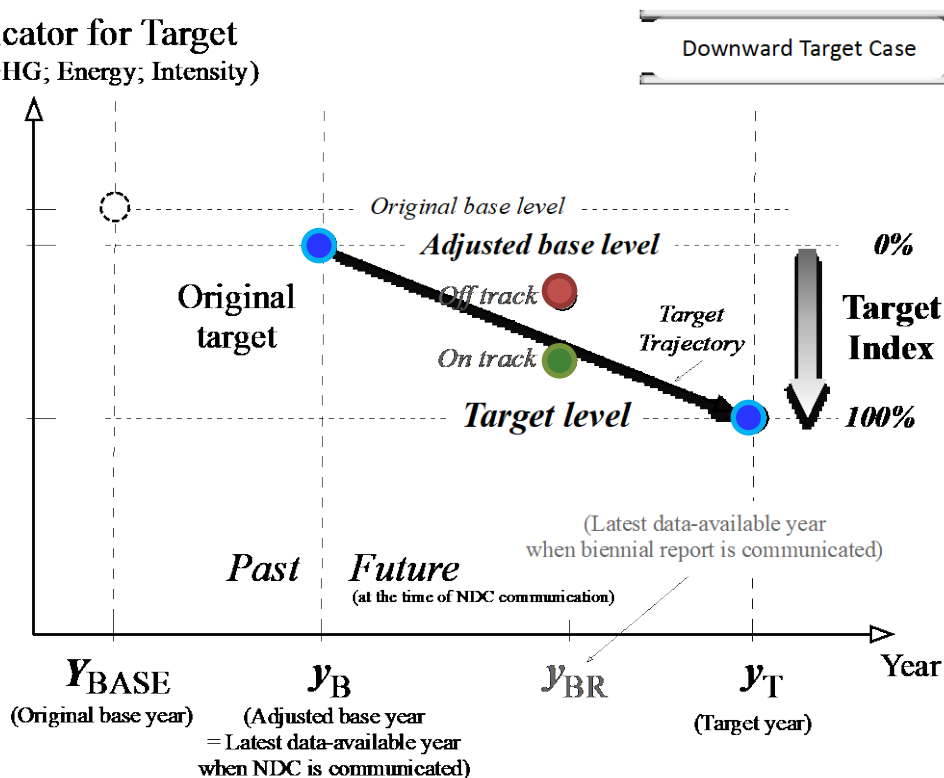 icator for Target
HG; Energy; Intensity)
Downward Target Case
Original base level
Adjusted base level
0%
Off track
Original
target
Target
Trajectory
Target
Index
On track
Target level
100%
(Latest data-available year
when biennial report is communicated)
Past
Future
(at the time of NDC communication)
Year
YBASE
(Original base year)
yB
(Adjusted base year
= Latest data-available year
when NDC is communicated)
yBR
yT
(Target year)